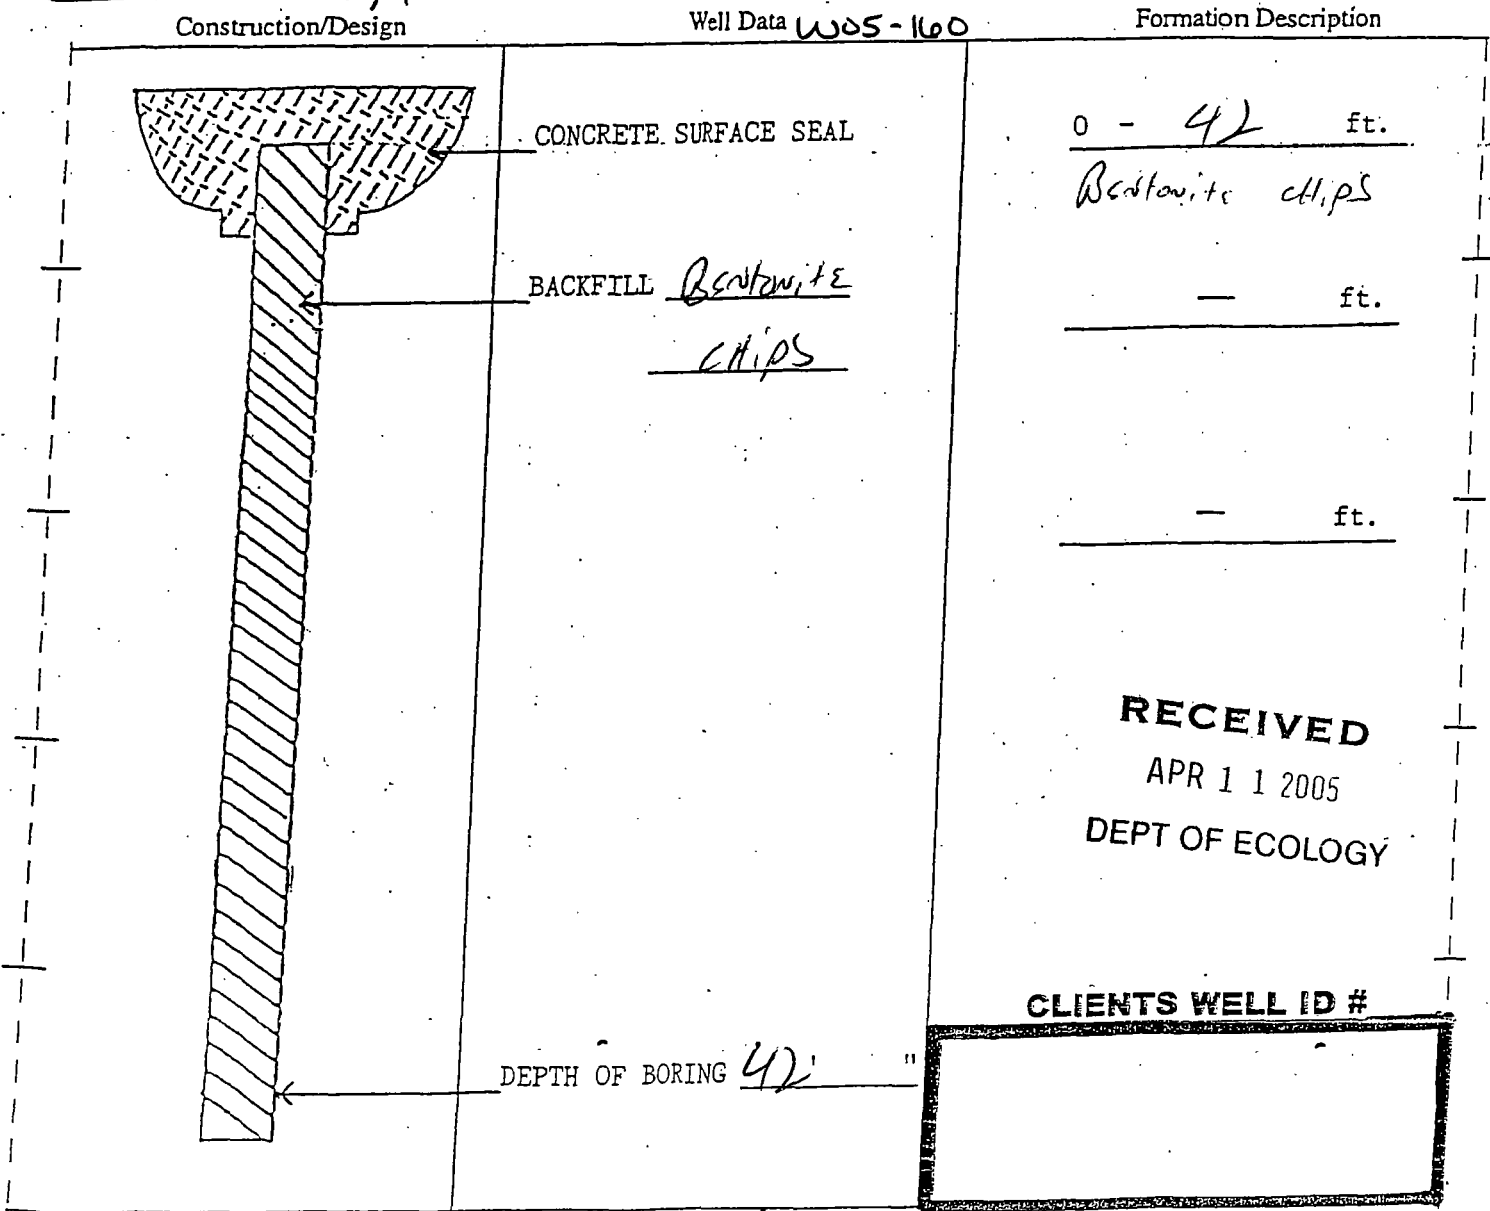 Construction/Design
Well Data W05-160
Formation Description
CONCRETE SURFACE SEAL
0 - 42 ft.
Bentonite CHiPS
BACKFILL Bentonite
CHiPS
- ft.
- ft.
RECEIVED
APR 1 1 2005
DEPT OF ECOLOGY
CLIENTS WELL ID #
DEPTH OF BORING 42' "